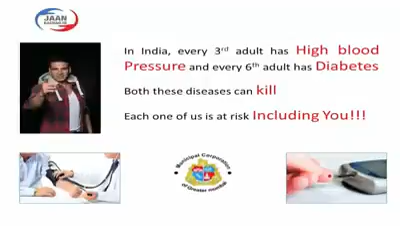 JAAN
In India, every 3rd adult has High blood
Pressure and every 6th adult has Diabetes
Both these diseases can kill
Each one of us is at risk Including You!!!
Municipal Corporation
of Greater mumbai